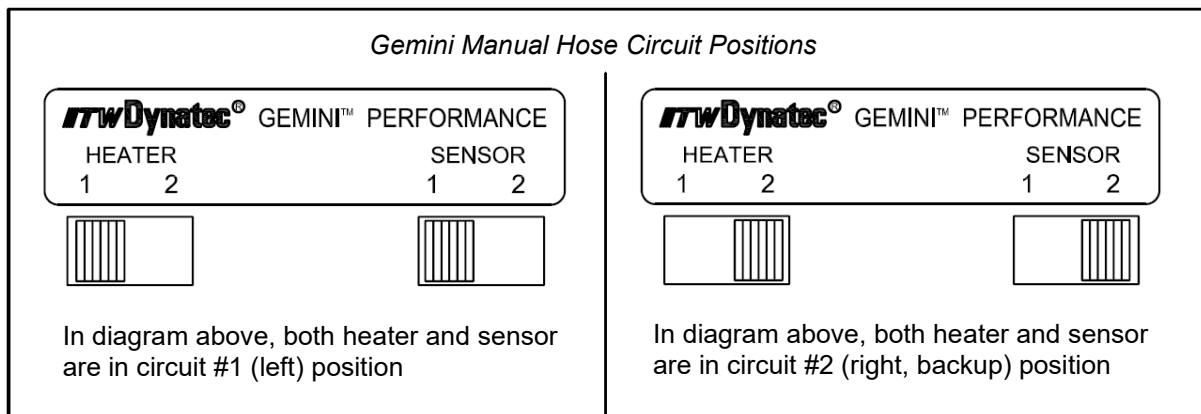 Gemini Manual Hose Circuit Positions
ITW Dynatec® GEMINI™ PERFORMANCE
HEATER SENSOR
1 2 1 2
In diagram above, both heater and sensor
are in circuit #1 (left) position
ITW Dynatec® GEMINI™ PERFORMANCE
HEATER SENSOR
1 2 1 2
In diagram above, both heater and sensor
are in circuit #2 (right, backup) position